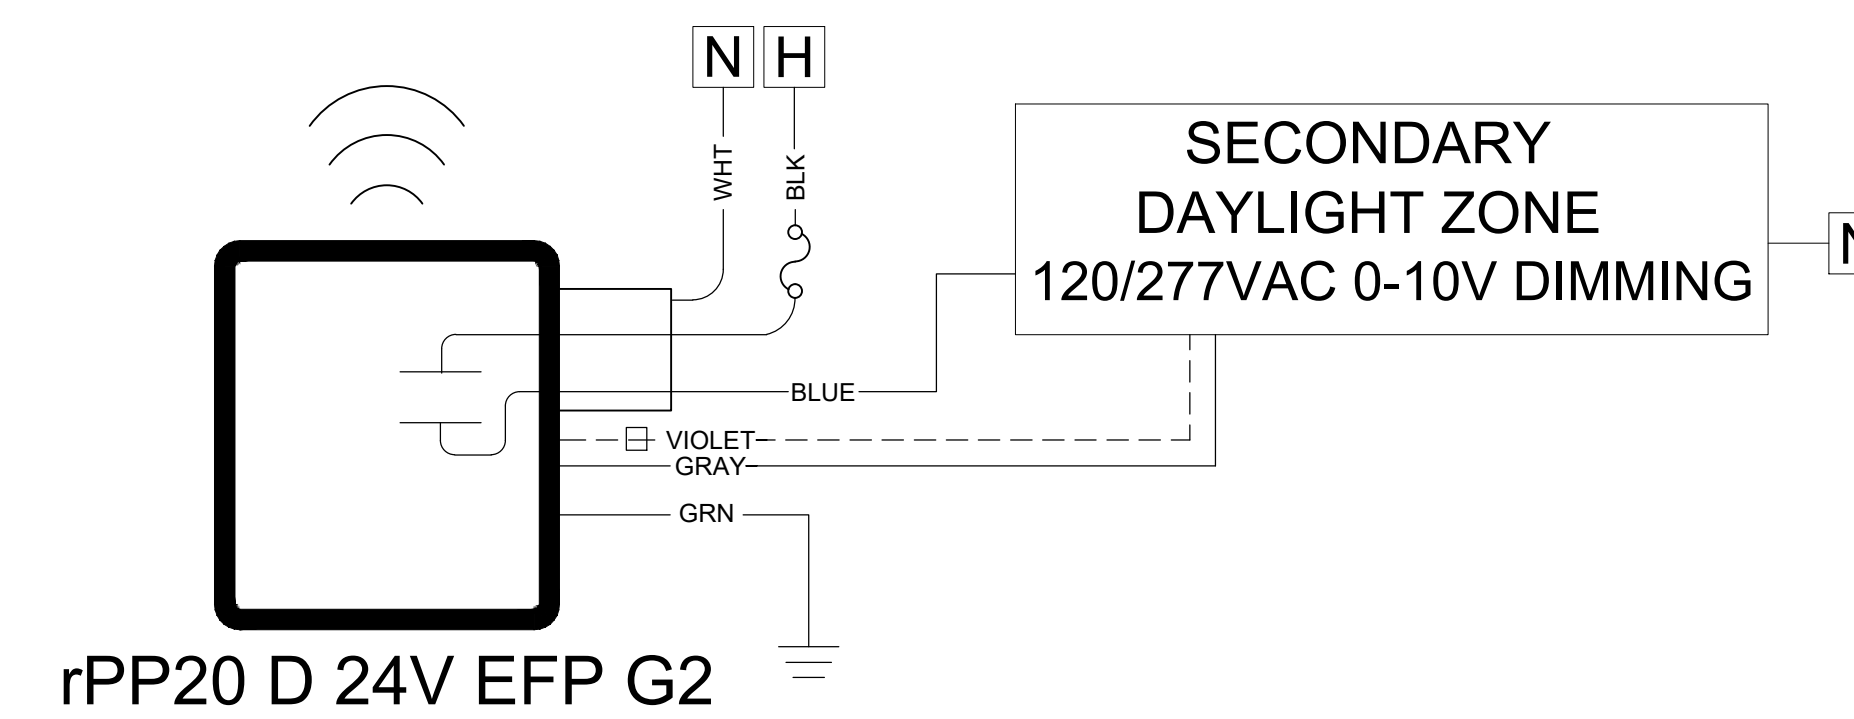 N H
WHT
BLK
SECONDARY
DAYLIGHT ZONE
120/277VAC 0-10V DIMMING
BLUE
VIOLET
GRAY
GRN
rPP20 D 24V EFP G2